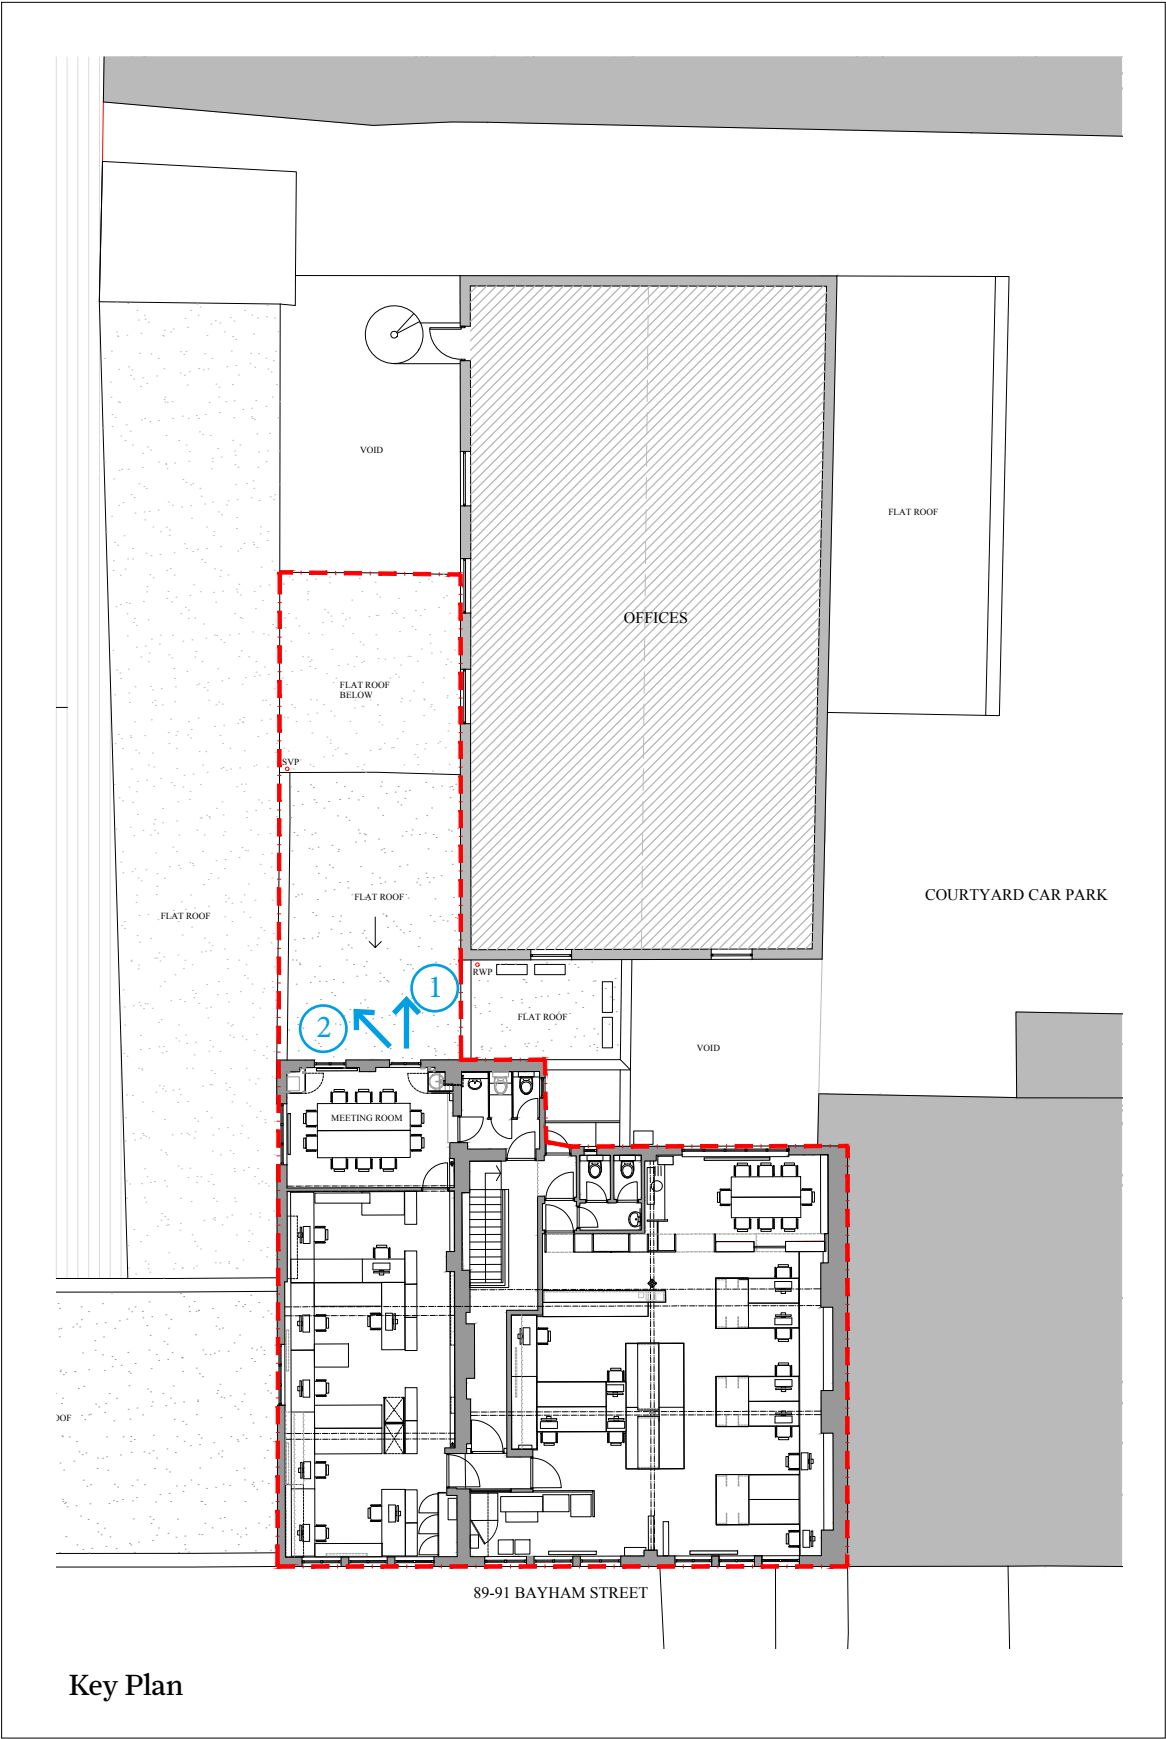 VOID
FLAT ROOF
OFFICES
FLAT ROOF
BELOW
SVP
FLAT ROOF
COURTYARD CAR PARK
FLAT ROOF
RWP
1
FLAT ROOF
2
VOID
MEETING ROOM
OOF
89-91 BAYHAM STREET
Key Plan